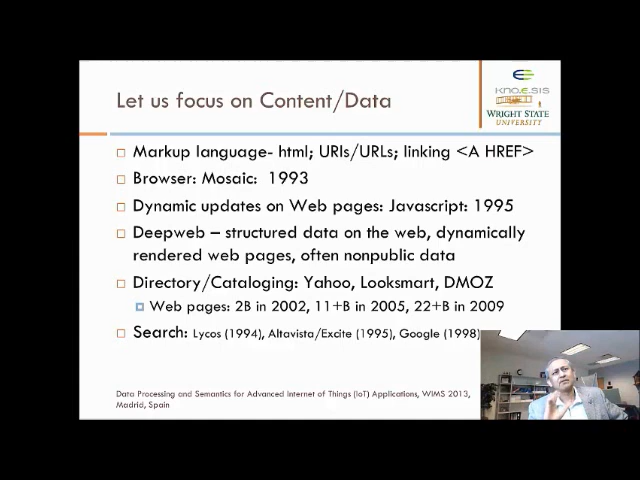 Let us focus on Content/Data
kno.e.sis
WRIGHT STATE
UNIVERSITY
Markup language- html; URIs/URLs; linking <A HREF>
Browser: Mosaic: 1993
Dynamic updates on Web pages: Javascript: 1995
Deepweb – structured data on the web, dynamically
rendered web pages, often nonpublic data
Directory/Cataloging: Yahoo, Looksmart, DMOZ
Web pages: 2B in 2002, 11+B in 2005, 22+B in 2009
Search: Lycos (1994), Altavista/Excite (1995), Google (1998)
Data Processing and Semantics for Advanced Internet of Things (IoT) Applications, WIMS 2013,
Madrid, Spain